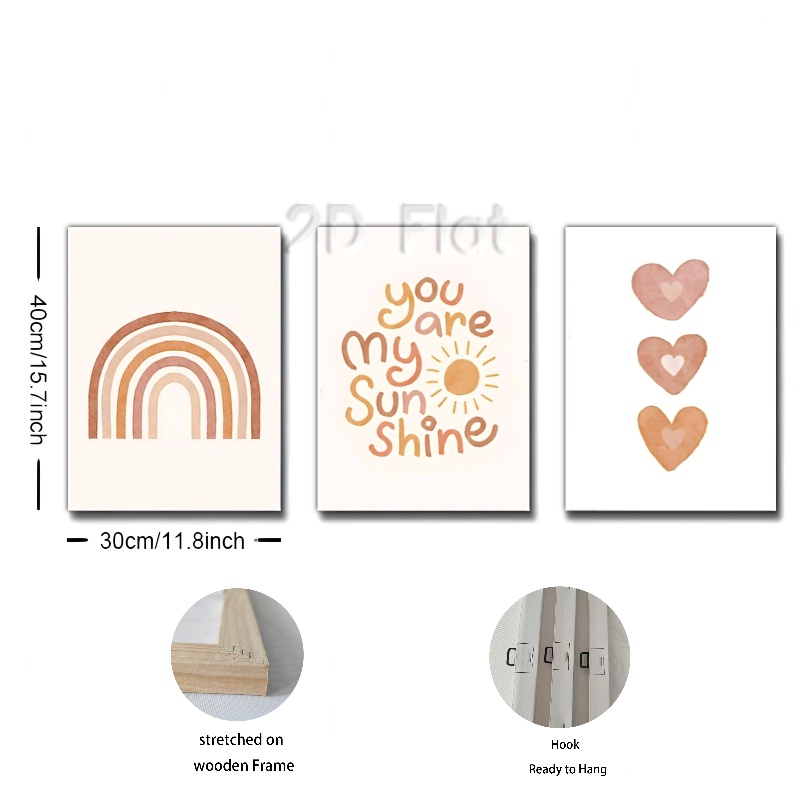 2D Flat
40cm/15.7inch
you
are
My
Sun
shine
30cm/11.8inch
stretched on
wooden Frame
Hook
Ready to Hang